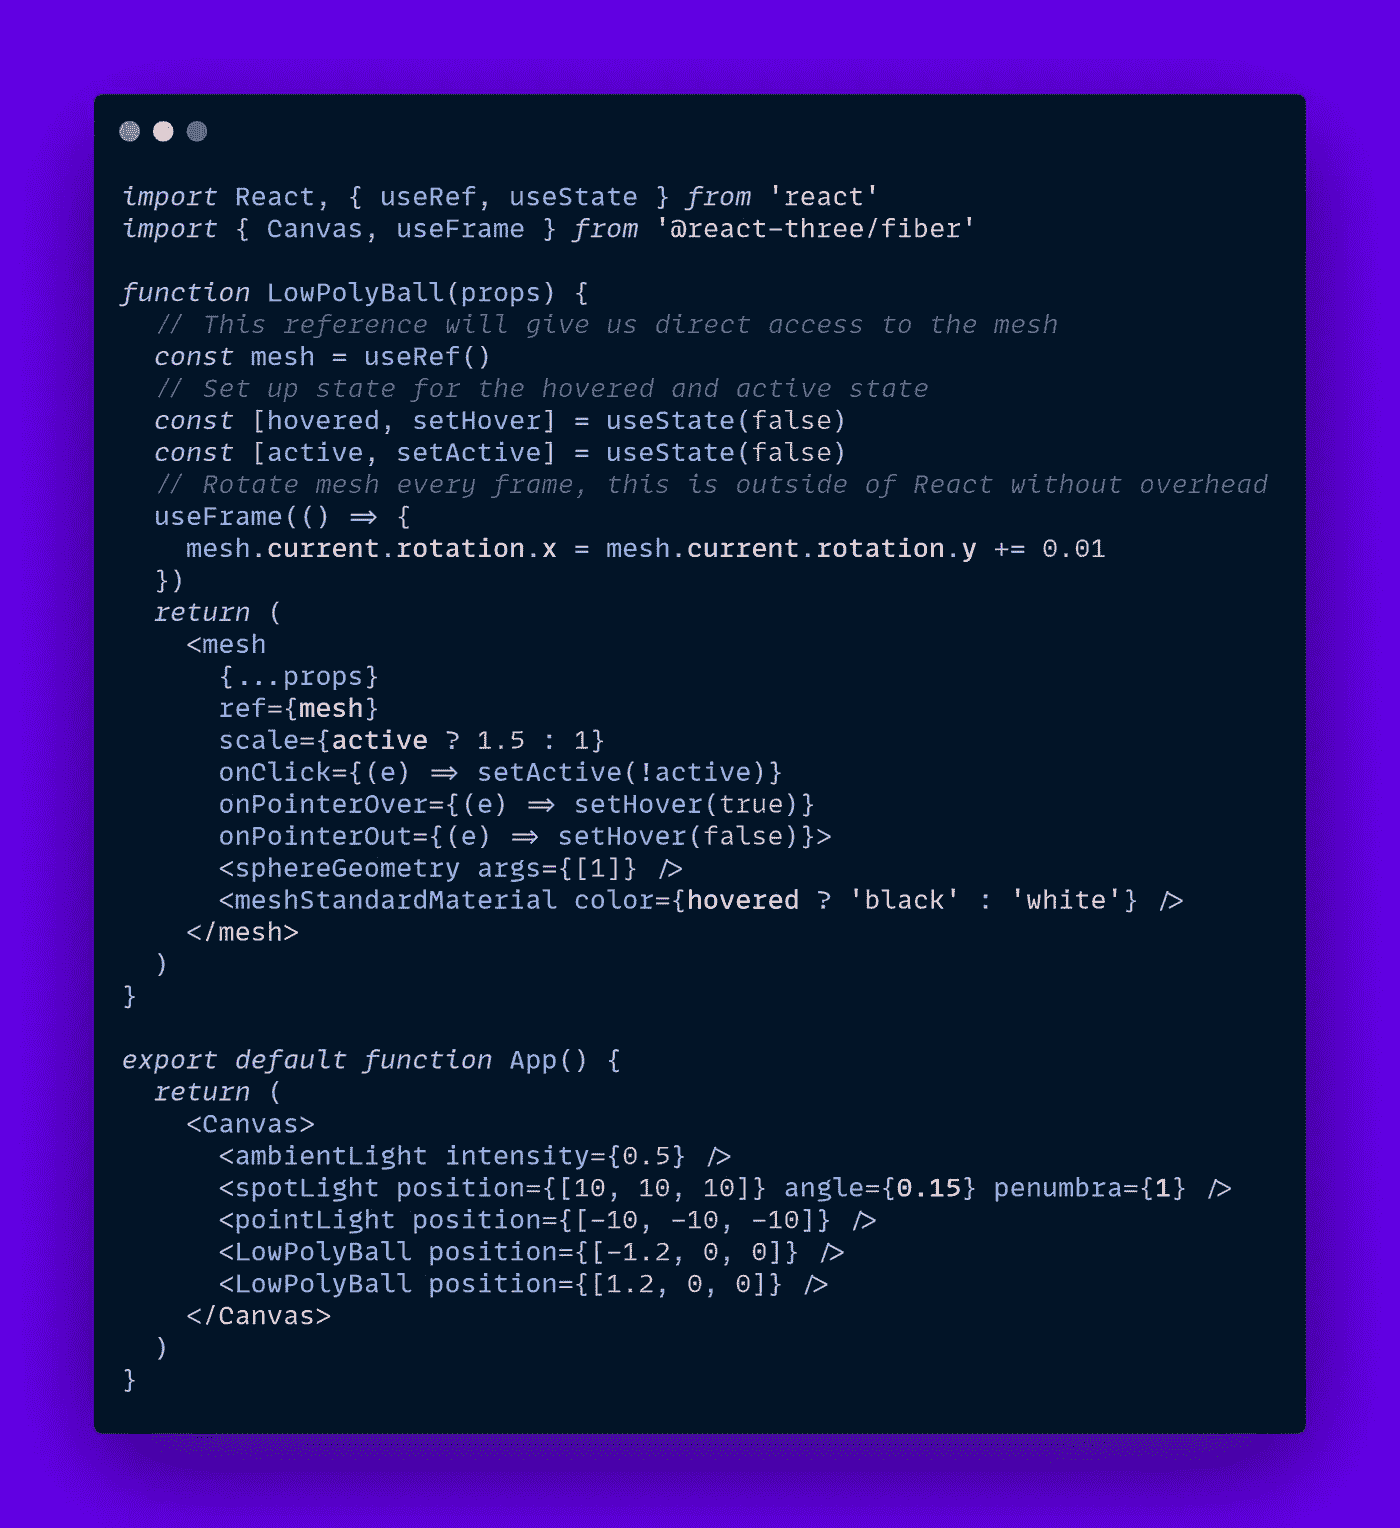 import React, { useRef, useState } from 'react'
import { Canvas, useFrame } from '@react-three/fiber'

function LowPolyBall(props) {
  // This reference will give us direct access to the mesh
  const mesh = useRef()
  // Set up state for the hovered and active state
  const [hovered, setHover] = useState(false)
  const [active, setActive] = useState(false)
  // Rotate mesh every frame, this is outside of React without overhead
  useFrame(() => {
    mesh.current.rotation.x = mesh.current.rotation.y += 0.01
  })
  return (
    <mesh
      {...props}
      ref={mesh}
      scale={active ? 1.5 : 1}
      onClick={(e) => setActive(!active)}
      onPointerOver={(e) => setHover(true)}
      onPointerOut={(e) => setHover(false)}>
      <sphereGeometry args={[1]} />
      <meshStandardMaterial color={hovered ? 'black' : 'white'} />
    </mesh>
  )
}

export default function App() {
  return (
    <Canvas>
      <ambientLight intensity={0.5} />
      <spotLight position={[10, 10, 10]} angle={0.15} penumbra={1} />
      <pointLight position={[-10, -10, -10]} />
      <LowPolyBall position={[-1.2, 0, 0]} />
      <LowPolyBall position={[1.2, 0, 0]} />
    </Canvas>
  )
}